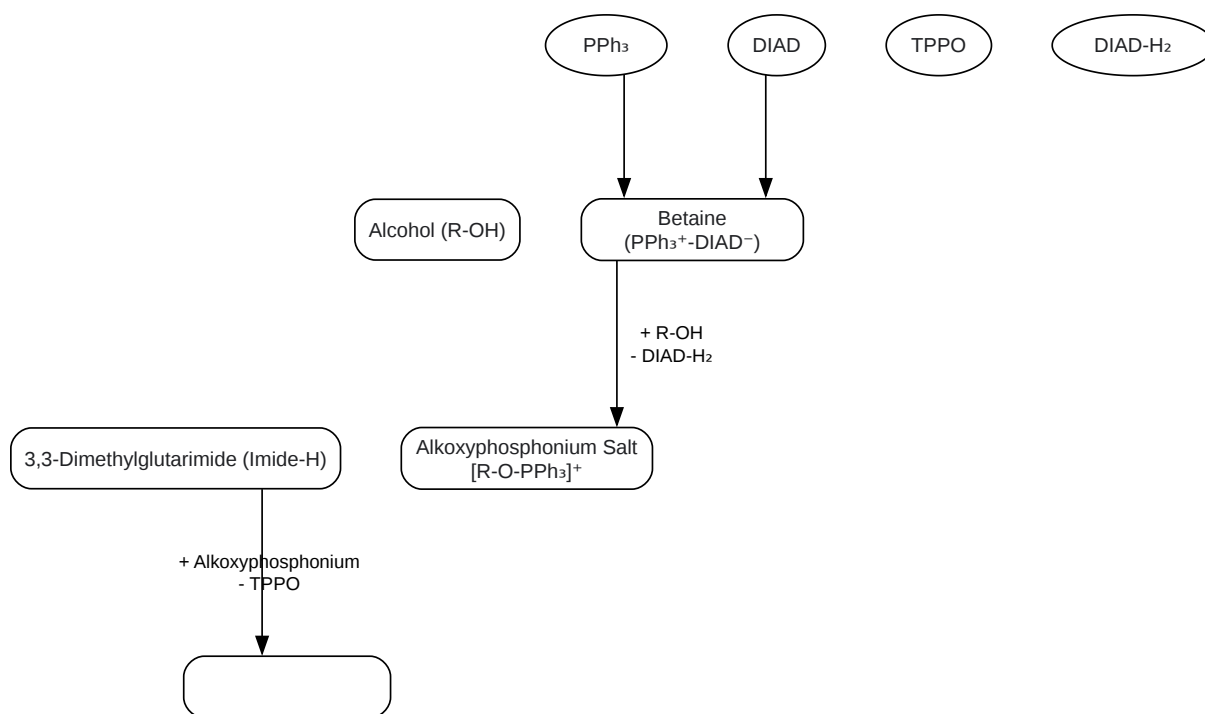 PPh₃
DIAD
TPPO
DIAD-H₂
Alcohol (R-OH)
Betaine
(PPh₃⁺-DIAD⁻)
+ R-OH
- DIAD-H₂
3,3-Dimethylglutarimide (Imide-H)
Alkoxyphosphonium Salt
[R-O-PPh₃]⁺
+ Alkoxyphosphonium
- TPPO